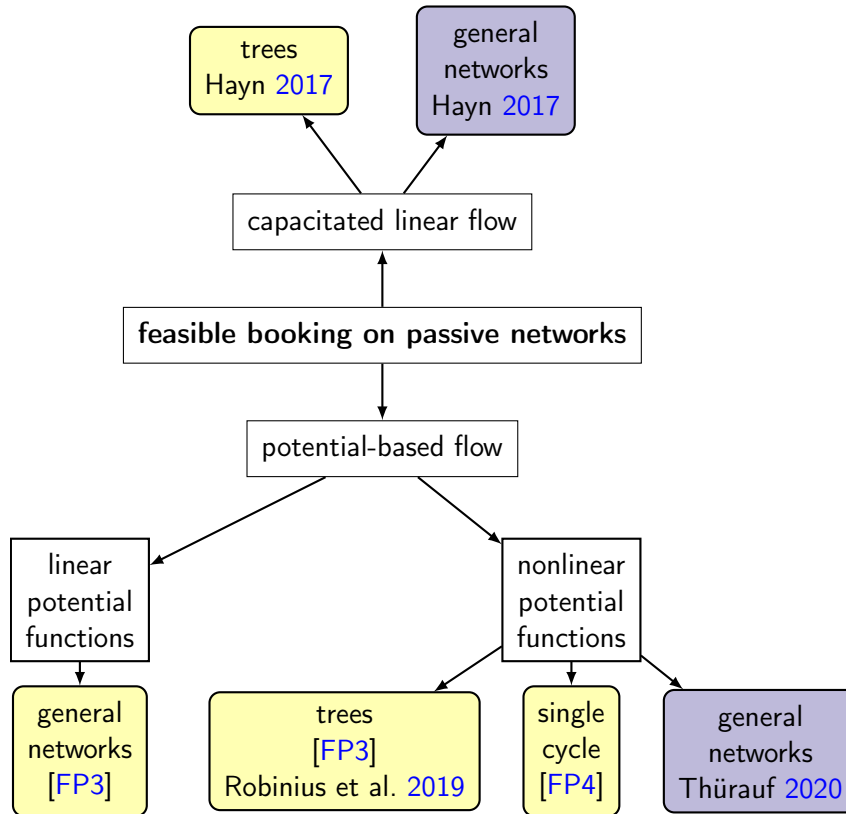 trees
Hayn 2017
general
networks
Hayn 2017
capacitated linear flow
feasible booking on passive networks
potential-based flow
linear
potential
functions
nonlinear
potential
functions
general
networks
[FP3]
trees
[FP3]
Robinius et al. 2019
single
cycle
[FP4]
general
networks
Thürauf 2020